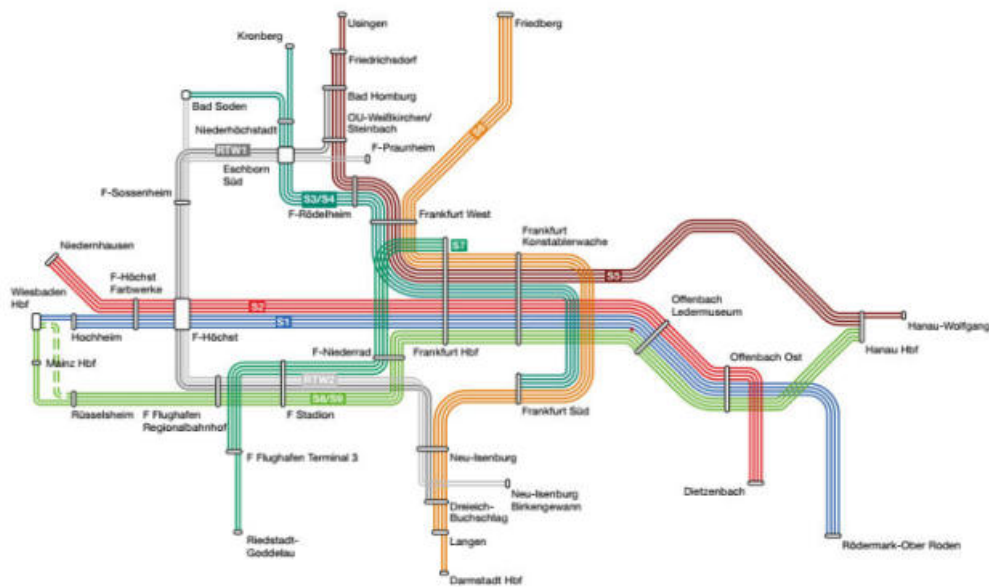 Usingen
Friedberg
Kronberg
Friedrichsdorf
Bad Homburg
Bad Soden
OU-Weißkirchen/
Steinbach
Niederhöchstadt
S6
F-Praunheim
RTW1
Eschborn
Süd
F-Sossenheim
S3/S4
F-Rödelheim
Frankfurt West
Frankfurt
Konstablerwache
S7
Niedernhausen
S5
Wiesbaden
Hbf
F-Höchst
Farbwerke
S2
Offenbach
Ledermuseum
S1
Hanau-Wolfgang
Hochheim
F-Höchst
Frankfurt Hbf
Hanau Hbf
F-Niederrad
Offenbach Ost
Mainz Hbf
RTW2
S8/S9
Rüsselsheim
F Flughafen
Regionalbahnhof
F Stadion
Frankfurt Süd
F Flughafen Terminal 3
Neu-Isenburg
Neu-Isenburg
Birkengewann
Dietzenbach
Dreieich-
Buchschlag
Riedstadt-
Goddelau
Langen
Rödermark-Ober Roden
Darmstadt Hbf